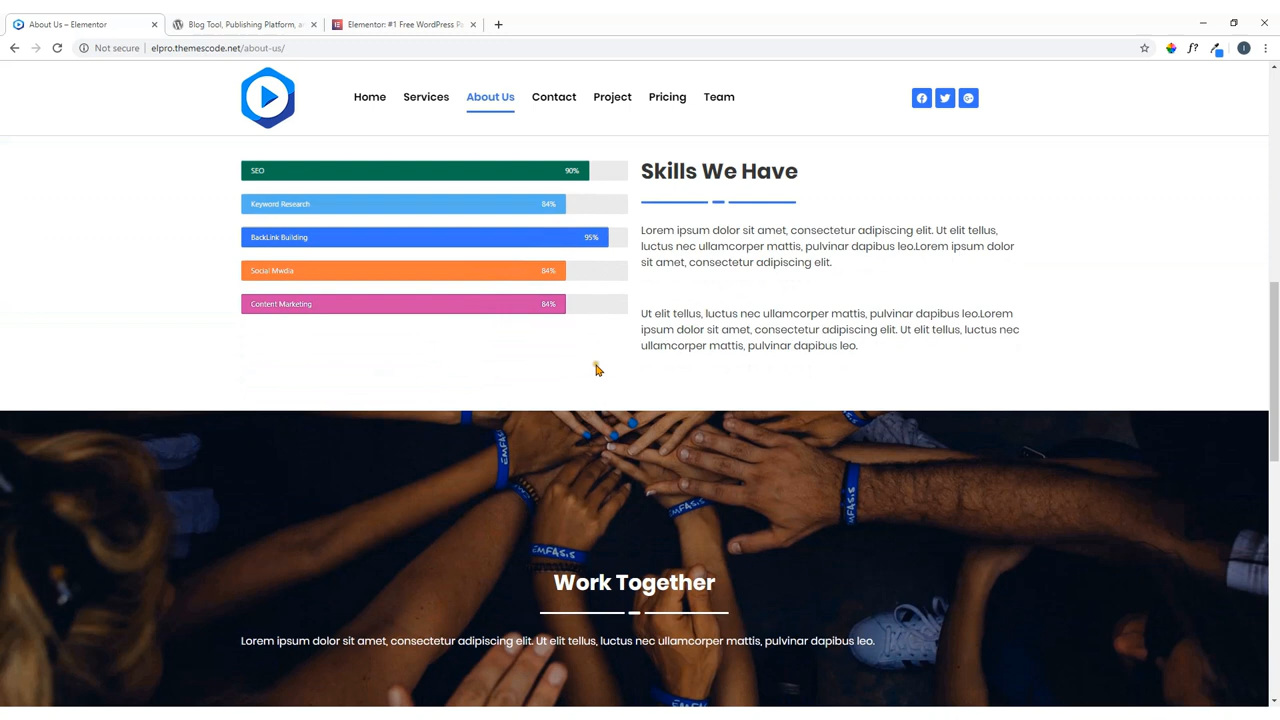 About Us – Elementor
Blog Tool, Publishing Platform, a
Elementor: #1 Free WordPress Pa
Not secure
elpro.themescode.net/about-us/
f?
I
Home
Services
About Us
Contact
Project
Pricing
Team
SEO 90%
Keyword Research 84%
BackLink Building 95%
Social Mwdia 84%
Content Marketing 84%
Skills We Have
Lorem ipsum dolor sit amet, consectetur adipiscing elit. Ut elit tellus,
luctus nec ullamcorper mattis, pulvinar dapibus leo.Lorem ipsum dolor
sit amet, consectetur adipiscing elit.
Ut elit tellus, luctus nec ullamcorper mattis, pulvinar dapibus leo.Lorem
ipsum dolor sit amet, consectetur adipiscing elit. Ut elit tellus, luctus nec
ullamcorper mattis, pulvinar dapibus leo.
EMFASIS
EMFASIS
EMFASIS
Work Together
Lorem ipsum dolor sit amet, consectetur adipiscing elit. Ut elit tellus, luctus nec ullamcorper mattis, pulvinar dapibus leo.